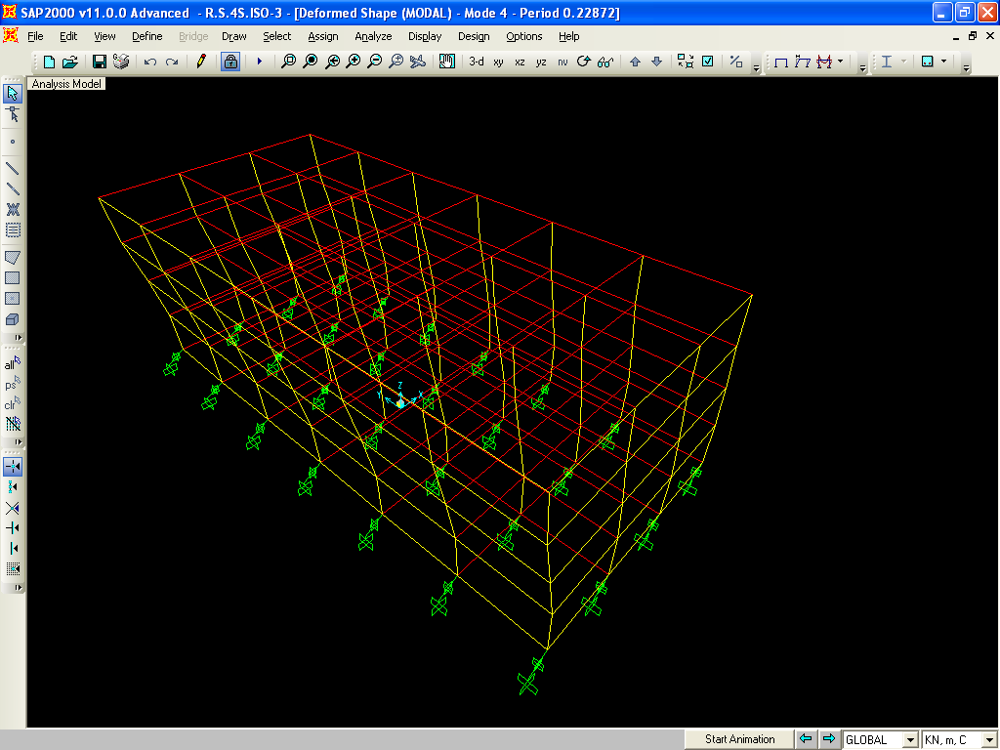 SAP2000 v11.0.0 Advanced - R.S.4S.ISO-3 - [Deformed Shape (MODAL) - Mode 4 - Period 0.22872]
File Edit View Define Bridge Draw Select Assign Analyze Display Design Options Help
3-d xy xz yz nv
Analysis Model
all
ps
clr
Z
Y X
Start Animation GLOBAL KN, m, C